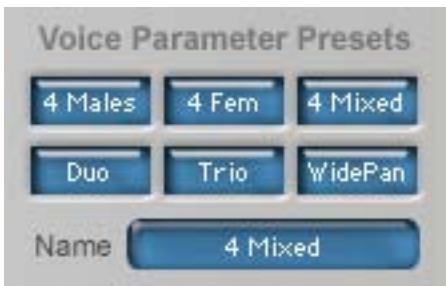 Voice Parameter Presets
4 Males 4 Fem 4 Mixed
Duo Trio WidePan
Name 4 Mixed